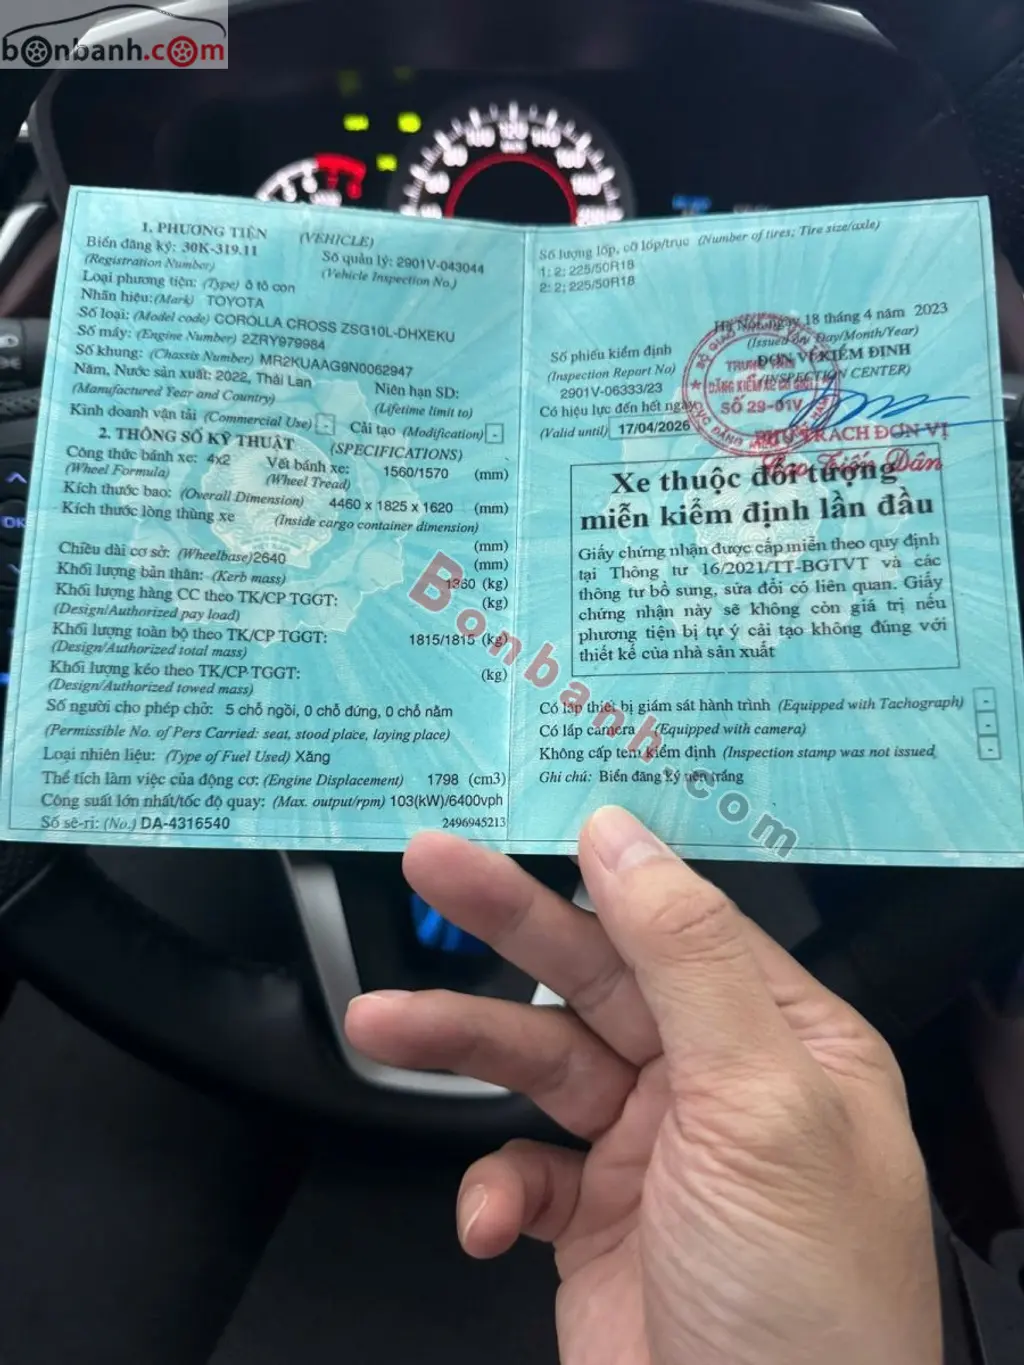 bonbanh.com
1. PHƯƠNG TIỆN (VEHICLE)
Biển đăng ký: 30K-319.11 Số quản lý: 2901V-043044
(Registration Number) (Vehicle Inspection No.)
Loại phương tiện: (Type) ô tô con
Nhãn hiệu: (Mark) TOYOTA
Số loại: (Model code) COROLLA CROSS ZSG10L-DHXEKU
Số máy: (Engine Number) 2ZRY979984
Số khung: (Chassis Number) MR2KUAAG9N0062947
Năm, Nước sản xuất: 2022, Thái Lan Niên hạn SD:
(Manufactured Year and Country) (Lifetime limit to)
Kinh doanh vận tải (Commercial Use) - Cải tạo (Modification) -
2. THÔNG SỐ KỸ THUẬT (SPECIFICATIONS)
Công thức bánh xe: 4x2 Vết bánh xe: 1560/1570 (mm)
(Wheel Formula) (Wheel Tread)
Kích thước bao: (Overall Dimension) 4460 x 1825 x 1620 (mm)
Kích thước lòng thùng xe (Inside cargo container dimension)
(mm)
Chiều dài cơ sở: (Wheelbase) 2640 (mm)
Khối lượng bản thân: (Kerb mass) 1360 (kg)
Khối lượng hàng CC theo TK/CP TGGT: (kg)
(Design/Authorized pay load)
Khối lượng toàn bộ theo TK/CP TGGT: 1815/1815 (kg)
(Design/Authorized total mass)
Khối lượng kéo theo TK/CP TGGT: (kg)
(Design/Authorized towed mass)
Số người cho phép chở: 5 chỗ ngồi, 0 chỗ đứng, 0 chỗ nằm
(Permissible No. of Pers Carried: seat, stood place, laying place)
Loại nhiên liệu: (Type of Fuel Used) Xăng
Thể tích làm việc của động cơ: (Engine Displacement) 1798 (cm3)
Công suất lớn nhất/tốc độ quay: (Max. output/rpm) 103(kW)/6400vph
Số sê-ri: (No.) DA-4316540 2496945213
Số lượng lốp, cỡ lốp/trục (Number of tires; Tire size/axle)
1: 2; 225/50R18
2: 2; 225/50R18
Hà Nội, ngày 18 tháng 4 năm 2023
(Issued on: Day/Month/Year)
Số phiếu kiểm định ĐƠN VỊ KIỂM ĐỊNH
(Inspection Report No) (INSPECTION CENTER)
2901V-06333/23
Có hiệu lực đến hết ngày
(Valid until) 17/04/2026
SỐ 29-01V
PHỤ TRÁCH ĐƠN VỊ
Xe thuộc đối tượng
miễn kiểm định lần đầu
Giấy chứng nhận được cấp miễn theo quy định
tại Thông tư 16/2021/TT-BGTVT và các
thông tư bổ sung, sửa đổi có liên quan. Giấy
chứng nhận này sẽ không còn giá trị nếu
phương tiện bị tự ý cải tạo không đúng với
thiết kế của nhà sản xuất
Có lắp thiết bị giám sát hành trình (Equipped with Tachograph) -
Có lắp camera (Equipped with camera) -
Không cấp tem kiểm định (Inspection stamp was not issued -
Ghi chú: Biển đăng ký nền trắng
Bonbanh.com